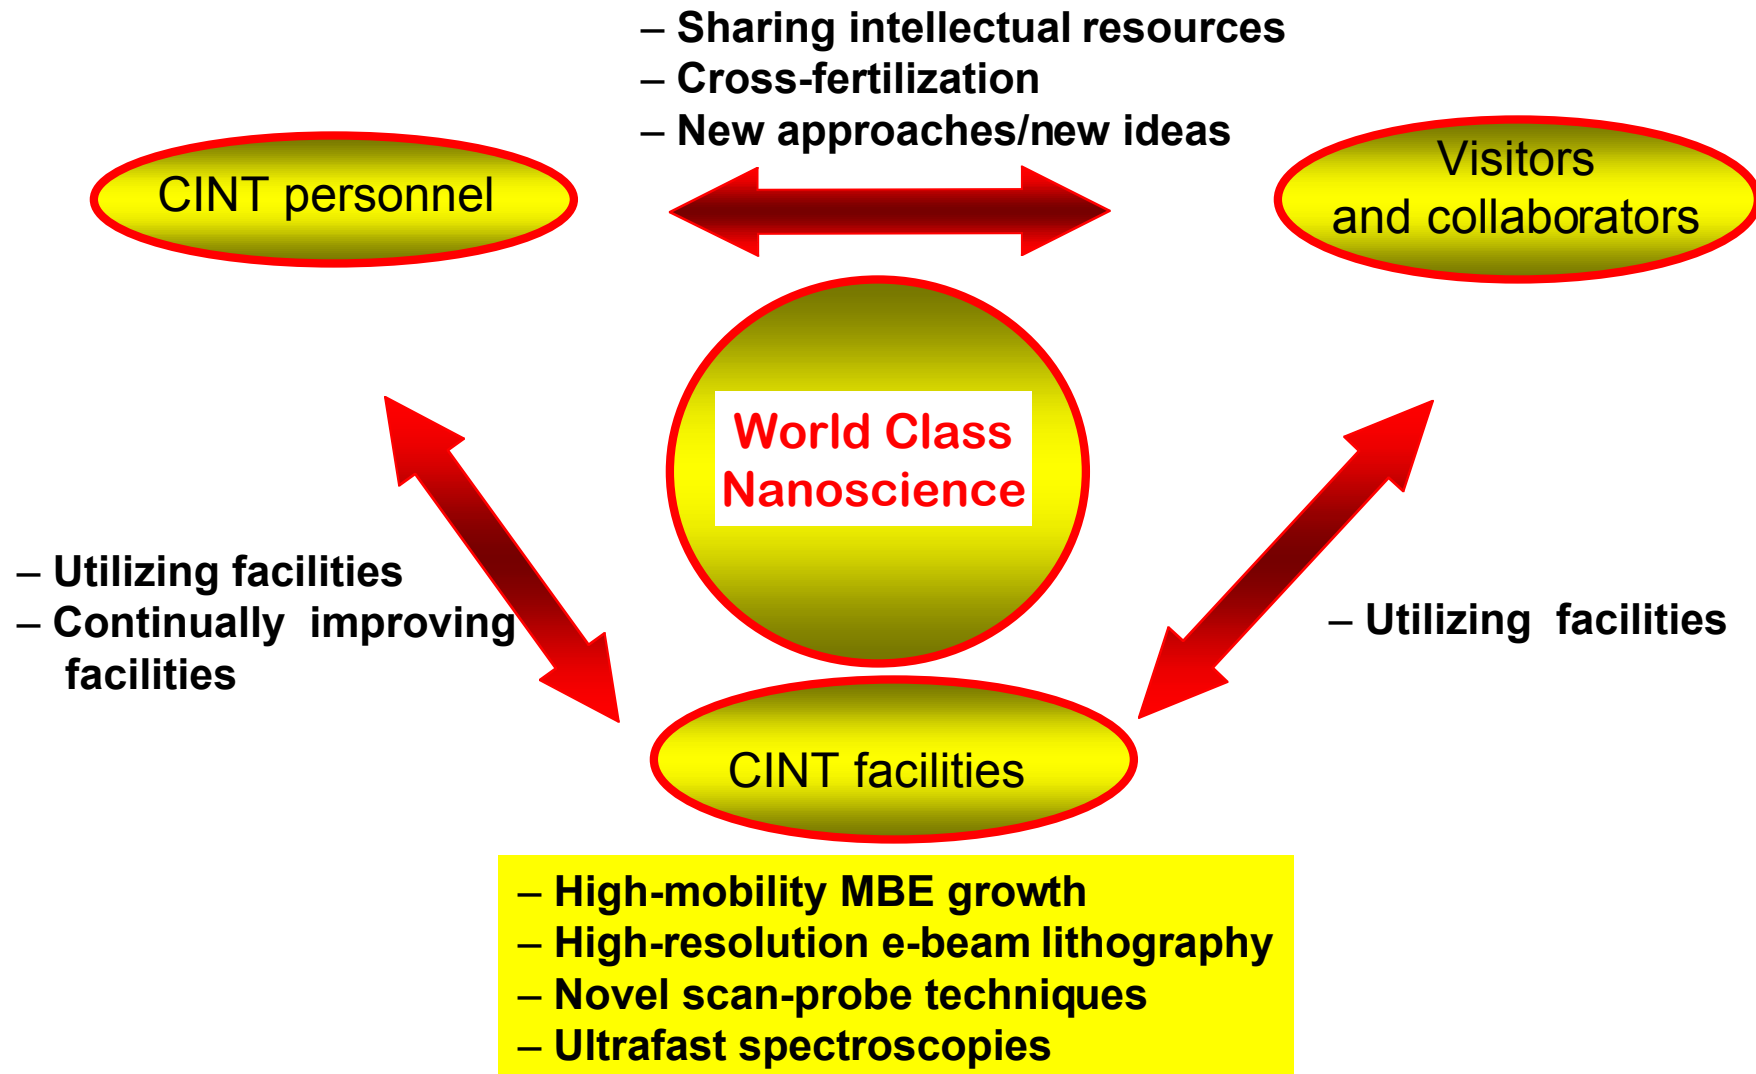 – Sharing intellectual resources
– Cross-fertilization
– New approaches/new ideas
CINT personnel
Visitors
and collaborators
World Class
Nanoscience
– Utilizing facilities
– Continually improving
facilities
– Utilizing facilities
CINT facilities
– High-mobility MBE growth
– High-resolution e-beam lithography
– Novel scan-probe techniques
– Ultrafast spectroscopies